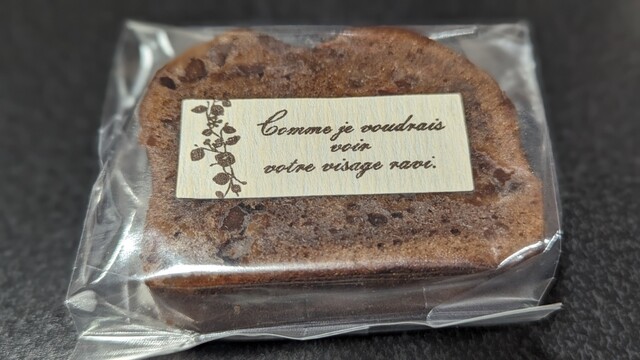 Comme je voudrais
voir
votre visage ravi.